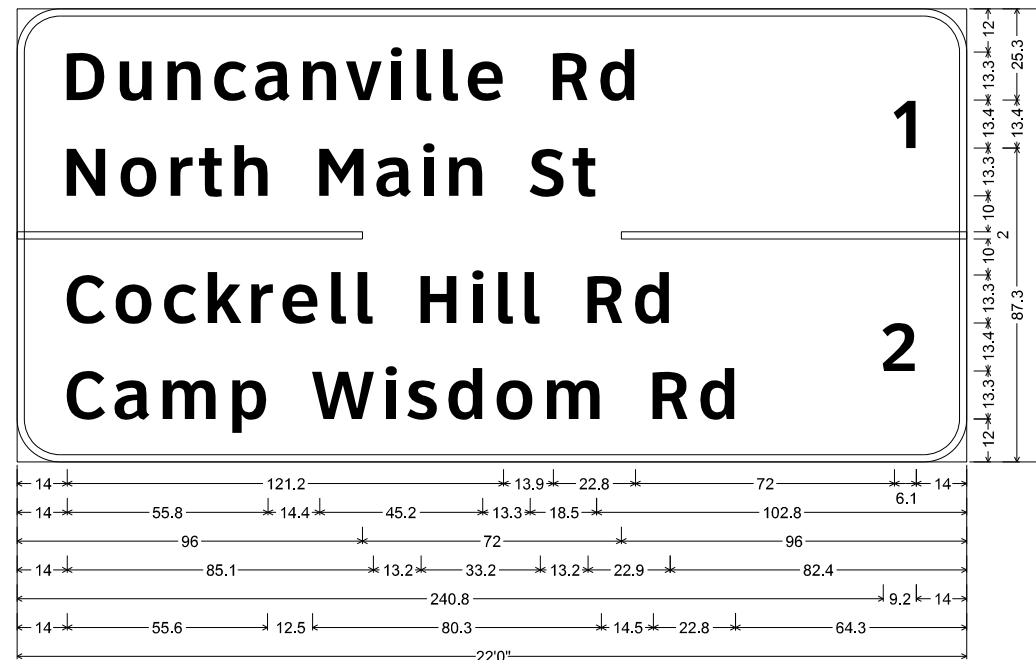 Duncanville Rd
1
North Main St
Cockrell Hill Rd
2
Camp Wisdom Rd
12
13.3
13.4
13.3
10
2
10
13.3
13.4
13.3
12
25.3
13.4
87.3
14 121.2 13.9 22.8 72 6.1 14
14 55.8 14.4 45.2 13.3 18.5 102.8
96 72 96
14 85.1 13.2 33.2 13.2 22.9 82.4
240.8 9.2 14
14 55.6 12.5 80.3 14.5 22.8 64.3
22'0"